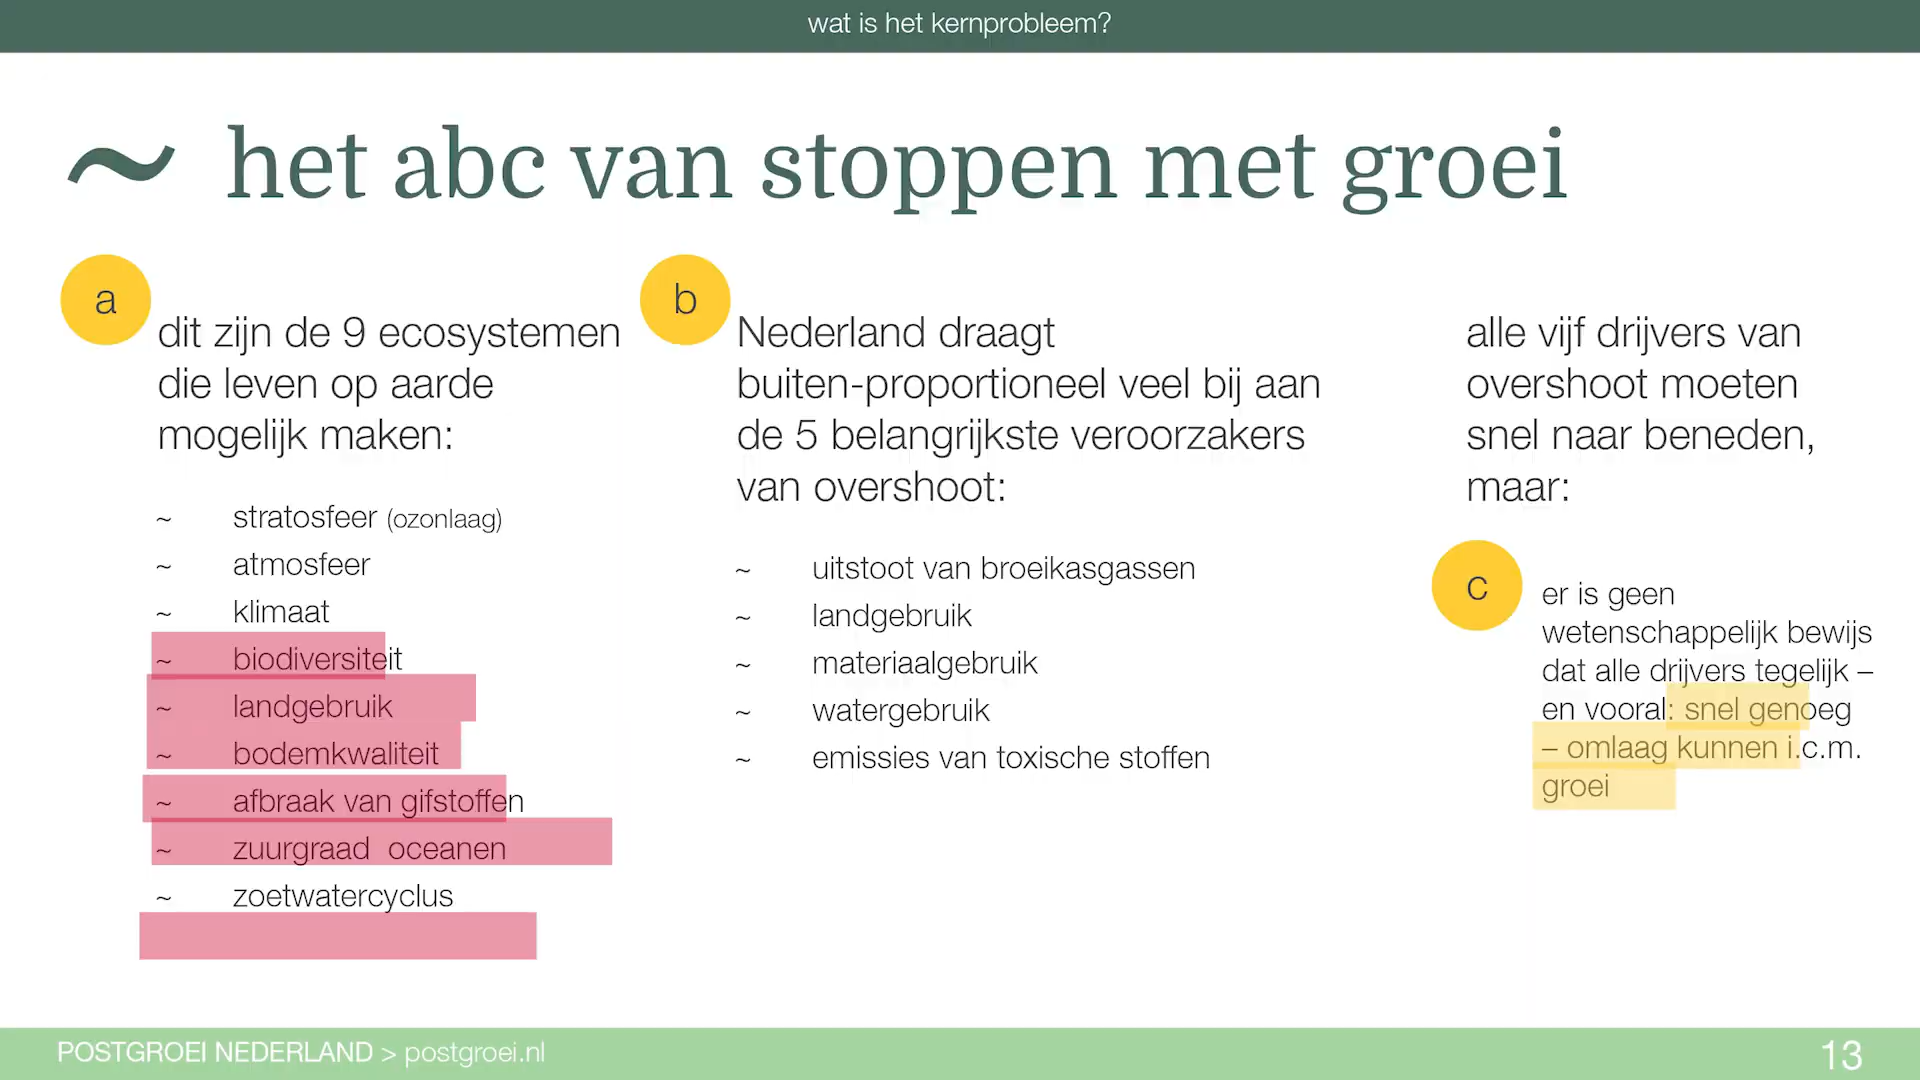 wat is het kernprobleem?
~ het abc van stoppen met groei
a
dit zijn de 9 ecosystemen
die leven op aarde
mogelijk maken:
~ stratosfeer (ozonlaag)
~ atmosfeer
~ klimaat
~ biodiversiteit
~ landgebruik
~ bodemkwaliteit
~ afbraak van gifstoffen
~ zuurgraad oceanen
~ zoetwatercyclus
b
Nederland draagt
buiten-proportioneel veel bij aan
de 5 belangrijkste veroorzakers
van overshoot:
~ uitstoot van broeikasgassen
~ landgebruik
~ materiaalgebruik
~ watergebruik
~ emissies van toxische stoffen
alle vijf drijvers van
overshoot moeten
snel naar beneden,
maar:
c
er is geen
wetenschappelijk bewijs
dat alle drijvers tegelijk –
en vooral: snel genoeg
– omlaag kunnen i.c.m.
groei
POSTGROEI NEDERLAND > postgroei.nl
13